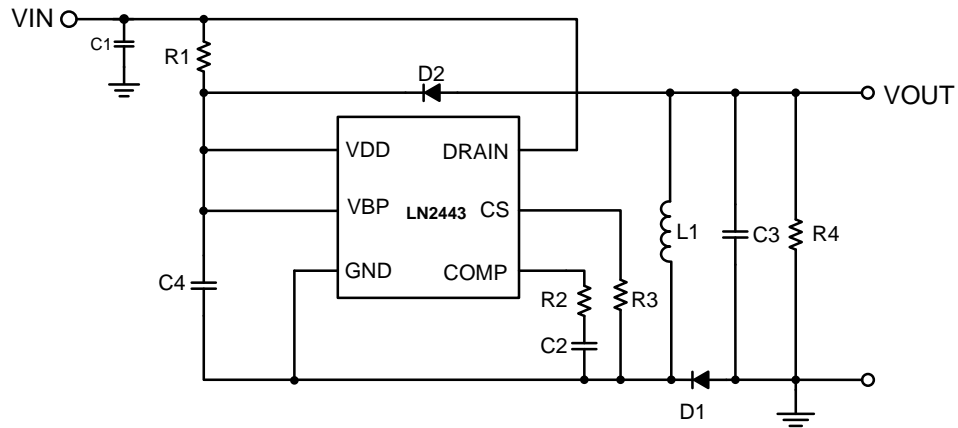 VIN
C1
R1
D2
VOUT
VDD
DRAIN
VBP
LN2443
CS
GND
COMP
C4
R2
C2
R3
L1
C3
R4
D1